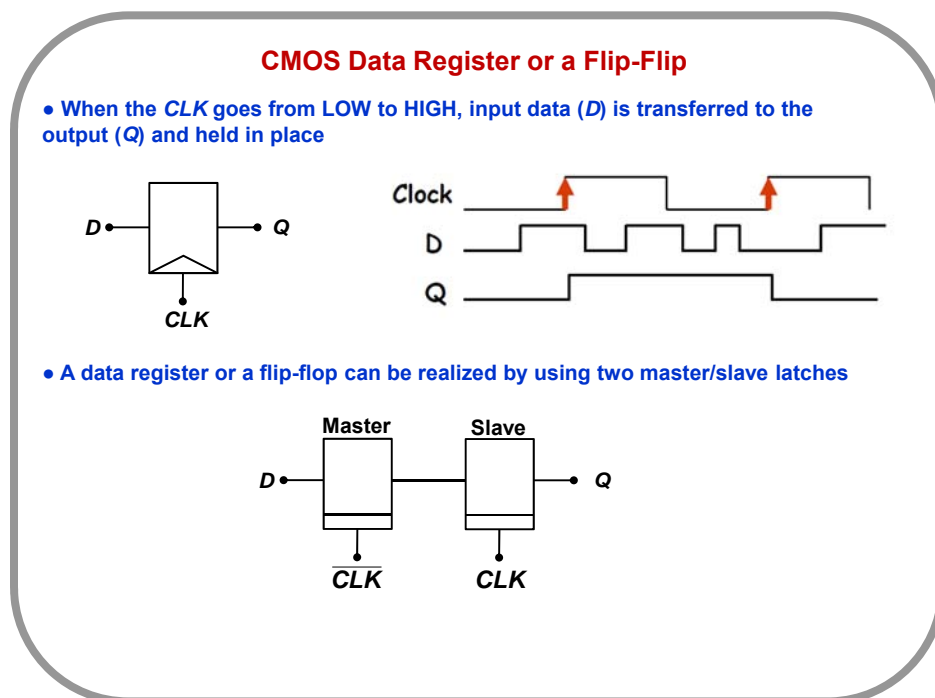 CMOS Data Register or a Flip-Flip
● When the CLK goes from LOW to HIGH, input data (D) is transferred to the
output (Q) and held in place
D
Q
CLK
Clock
D
Q
● A data register or a flip-flop can be realized by using two master/slave latches
Master
Slave
D
Q
C̅L̅K̅
CLK